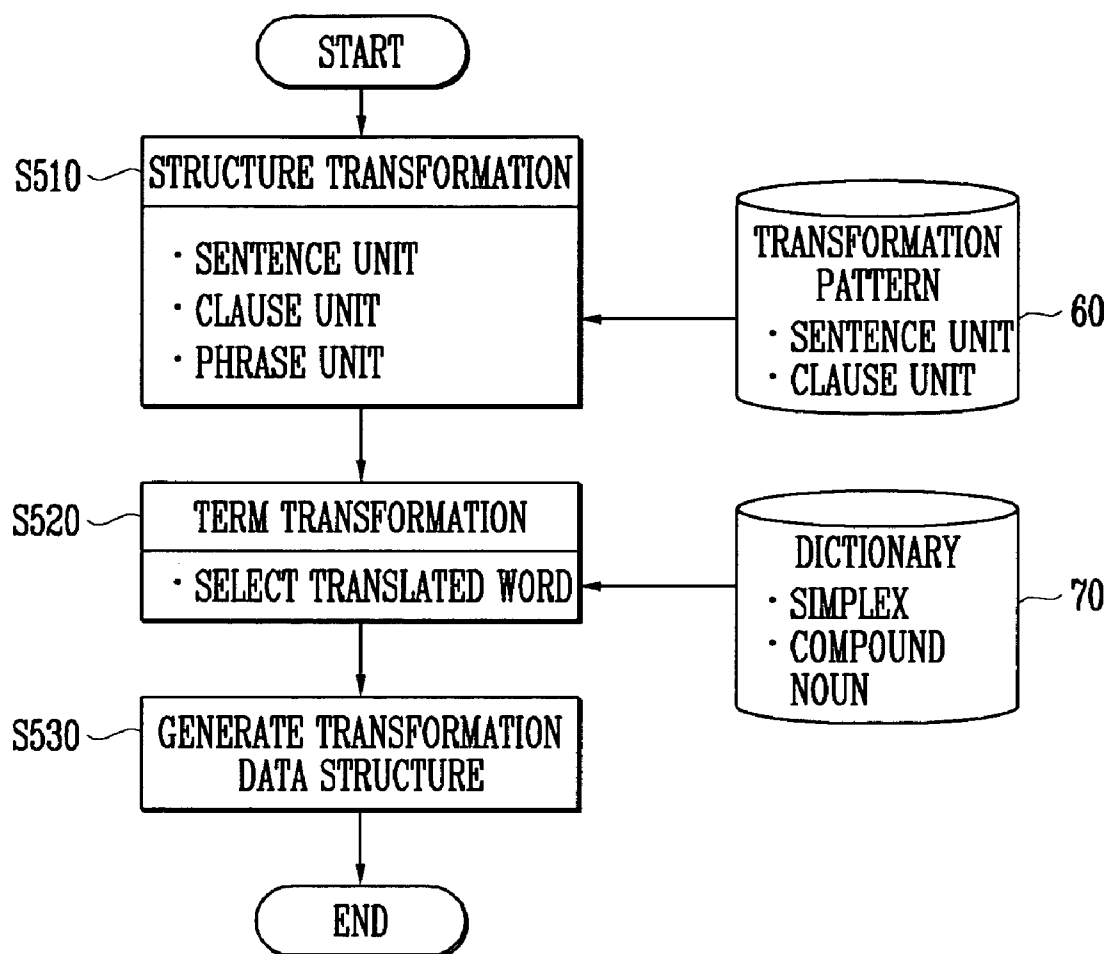 START
S510
STRUCTURE TRANSFORMATION
· SENTENCE UNIT
· CLAUSE UNIT
· PHRASE UNIT
TRANSFORMATION
PATTERN
· SENTENCE UNIT
· CLAUSE UNIT
60
S520
TERM TRANSFORMATION
· SELECT TRANSLATED WORD
DICTIONARY
· SIMPLEX
· COMPOUND
NOUN
70
S530
GENERATE TRANSFORMATION
DATA STRUCTURE
END